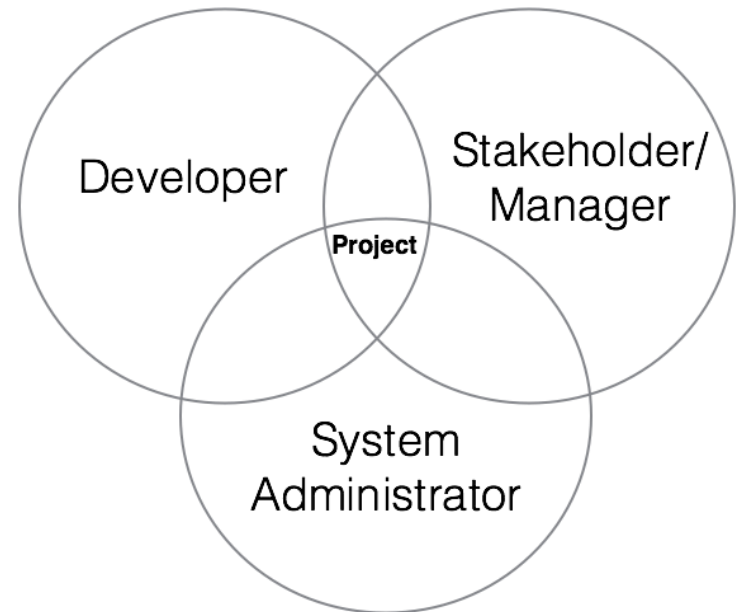 Developer
Stakeholder/
Manager
Project
System
Administrator